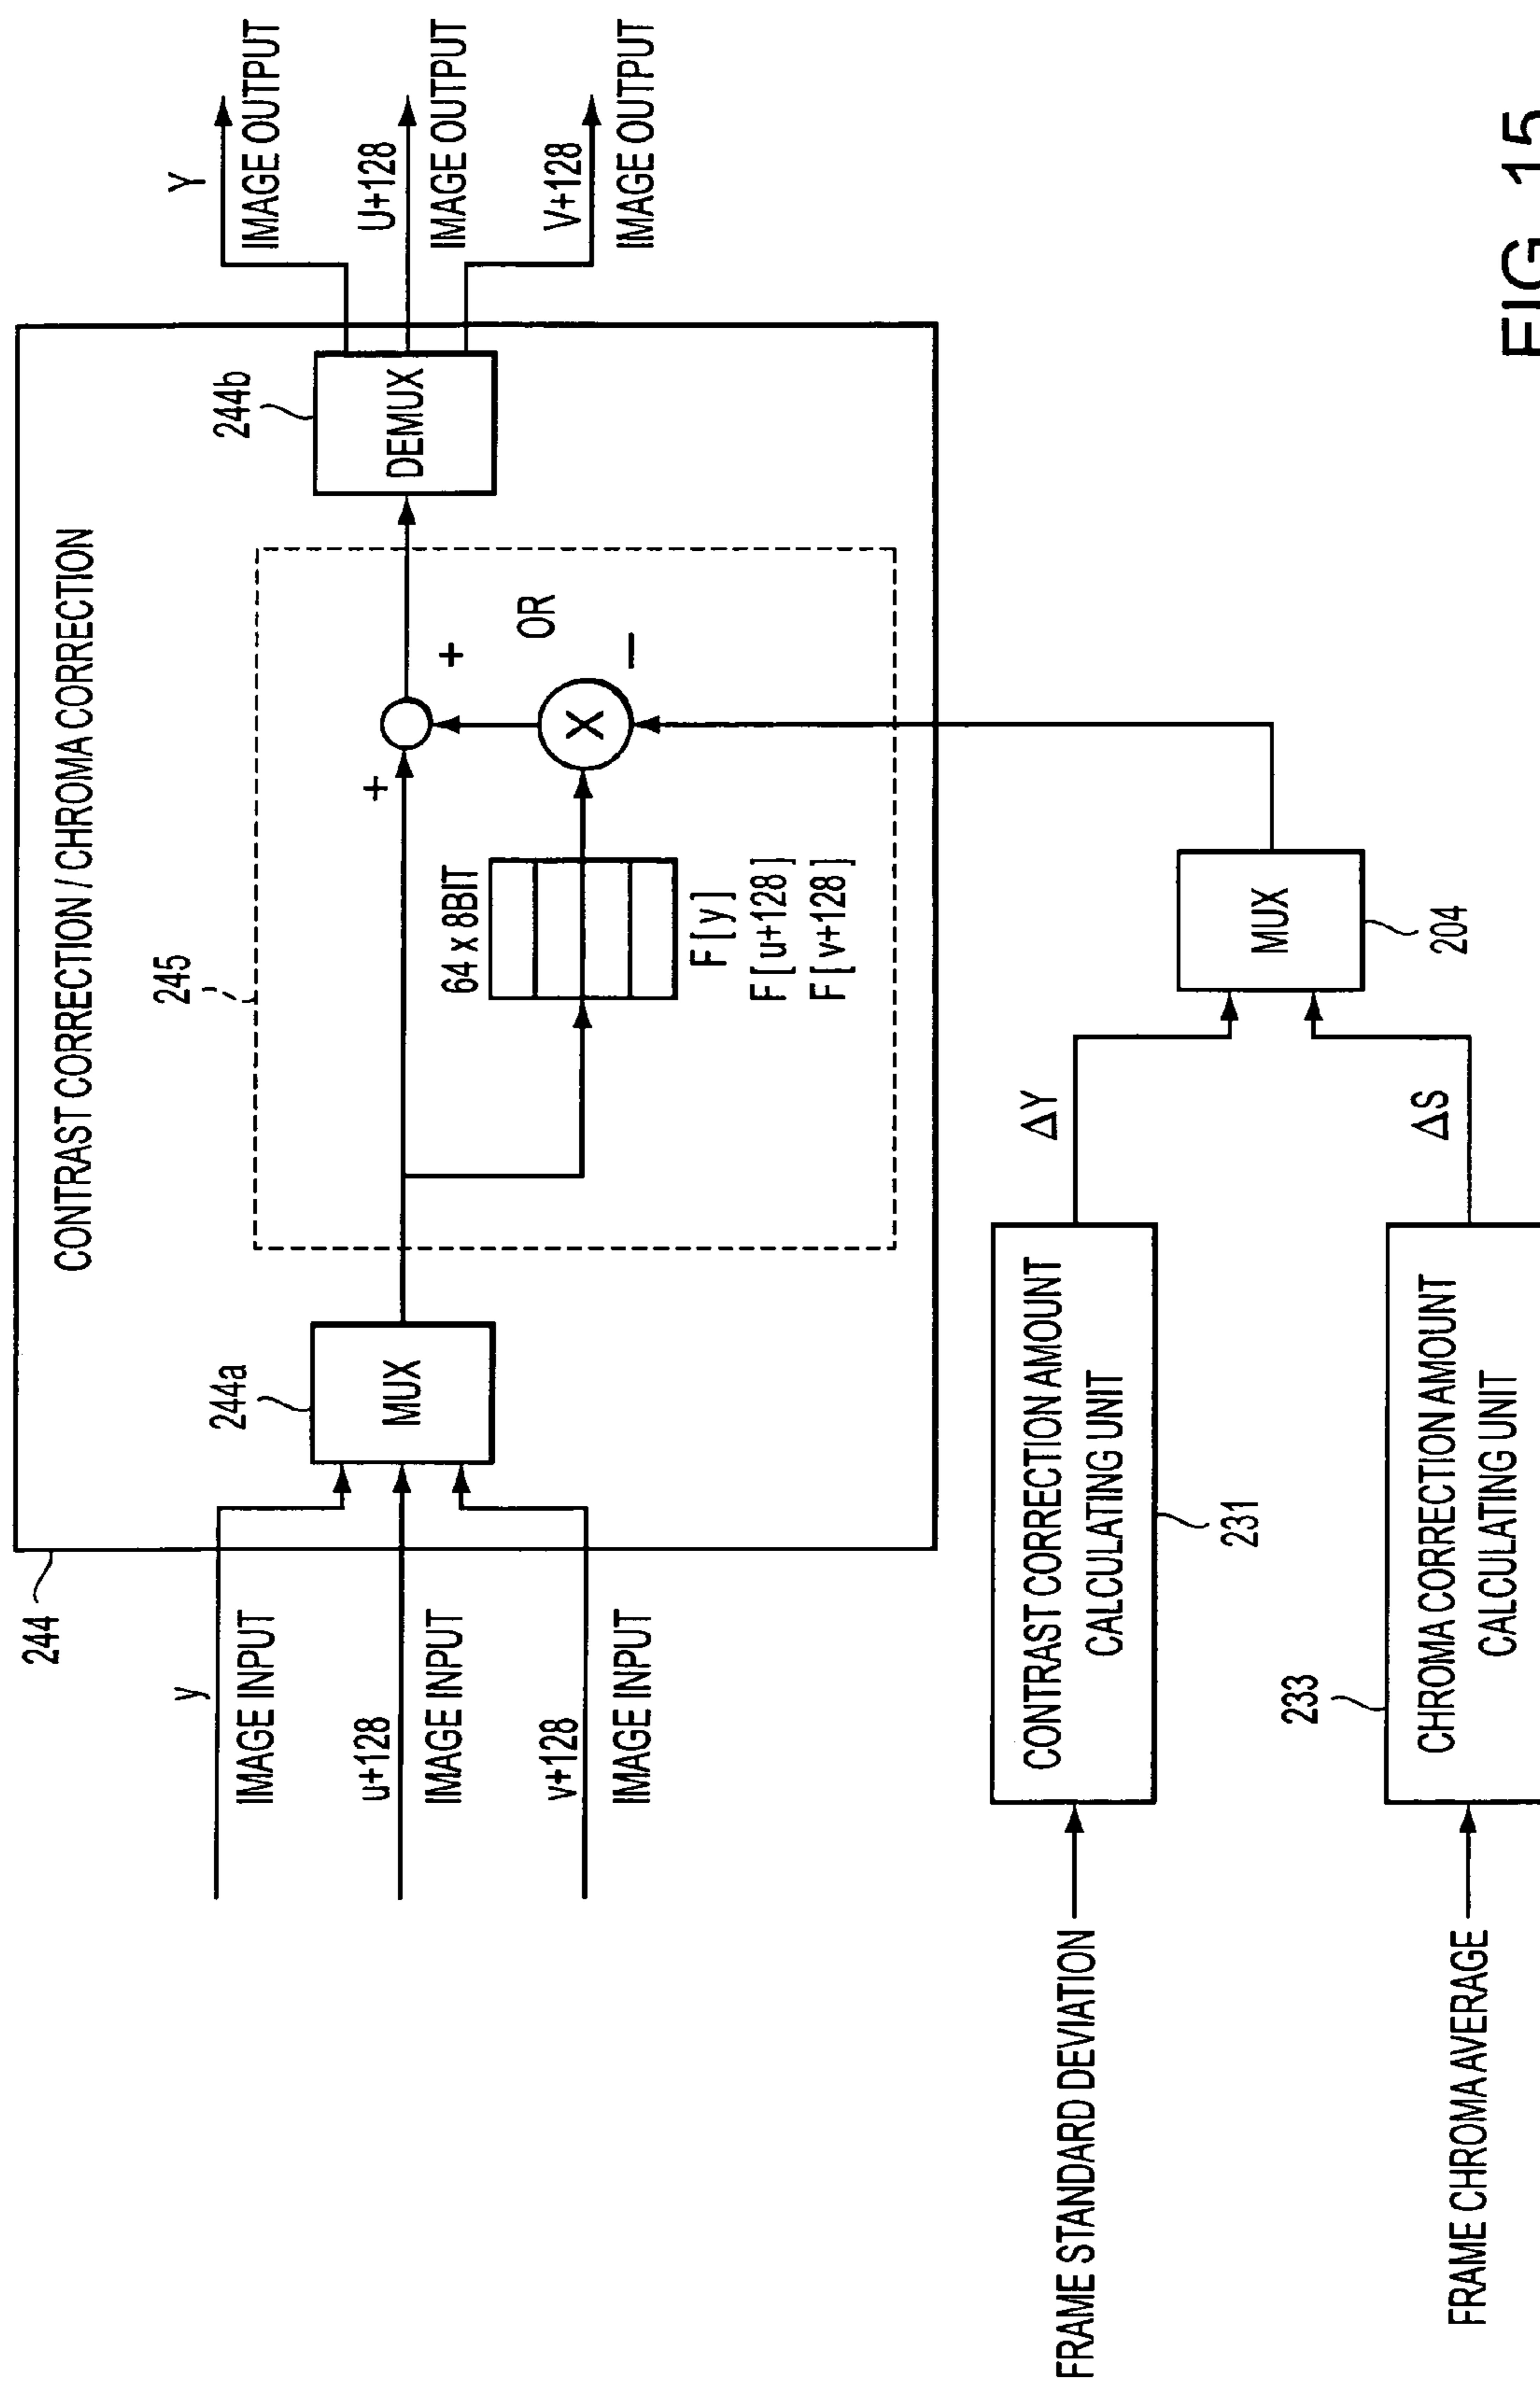 244
CONTRAST CORRECTION / CHROMA CORRECTION
y
IMAGE INPUT
u+128
IMAGE INPUT
v+128
IMAGE INPUT
244a
MUX
245
64 x 8BIT
F [ y ]
F [ u+128 ]
F [ v+128 ]
+
+
OR
−
X
244b
DEMUX
Y
IMAGE OUTPUT
U+128
IMAGE OUTPUT
V+128
IMAGE OUTPUT
FRAME STANDARD DEVIATION
CONTRAST CORRECTION AMOUNT
CALCULATING UNIT
231
ΔY
MUX
204
FRAME CHROMA AVERAGE
233
CHROMA CORRECTION AMOUNT
CALCULATING UNIT
ΔS
FIG. 15